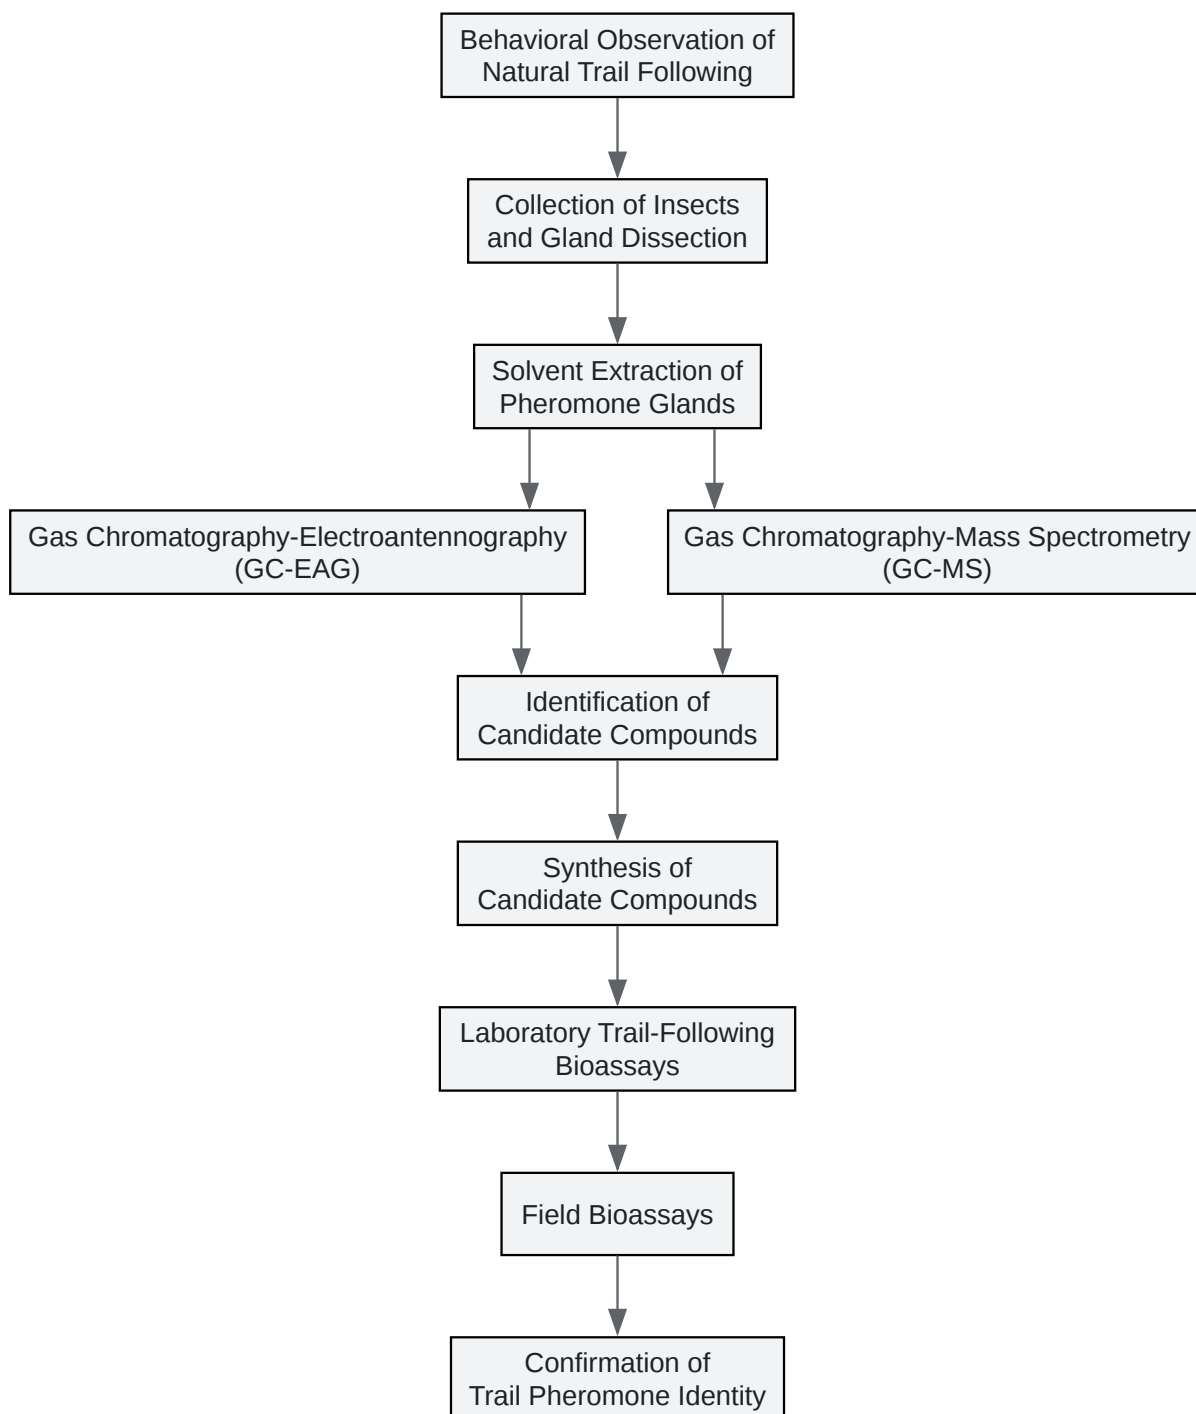 Behavioral Observation of
Natural Trail Following
Collection of Insects
and Gland Dissection
Solvent Extraction of
Pheromone Glands
Gas Chromatography-Electroantennography
(GC-EAG)
Gas Chromatography-Mass Spectrometry
(GC-MS)
Identification of
Candidate Compounds
Synthesis of
Candidate Compounds
Laboratory Trail-Following
Bioassays
Field Bioassays
Confirmation of
Trail Pheromone Identity